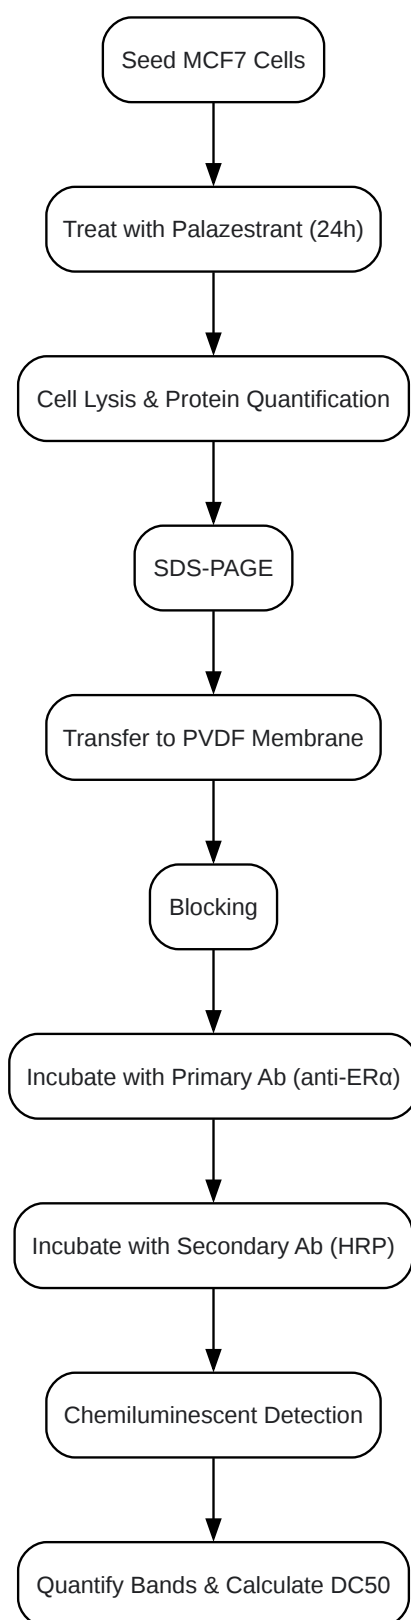 Seed MCF7 Cells
Treat with Palazestrant (24h)
Cell Lysis & Protein Quantification
SDS-PAGE
Transfer to PVDF Membrane
Blocking
Incubate with Primary Ab (anti-ERα)
Incubate with Secondary Ab (HRP)
Chemiluminescent Detection
Quantify Bands & Calculate DC50